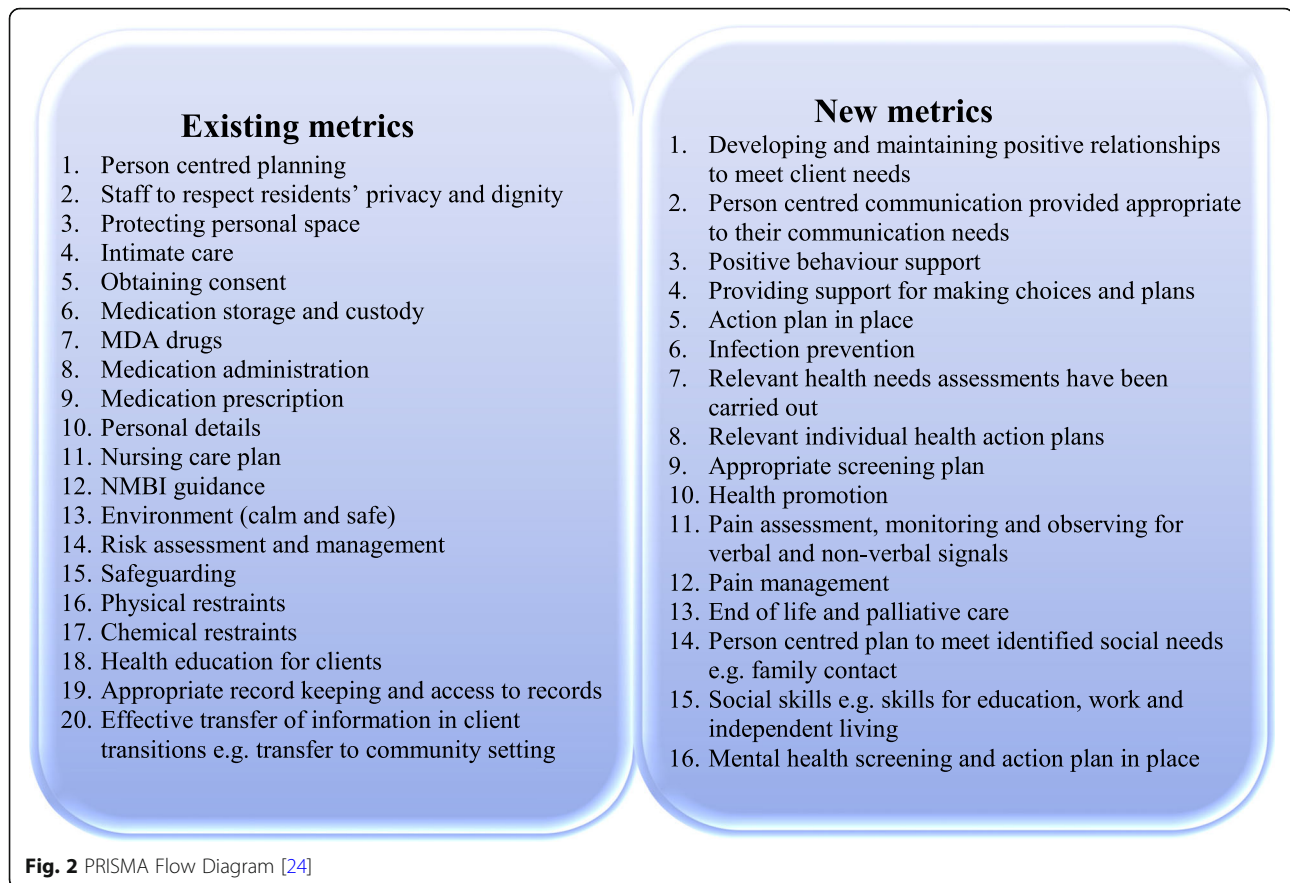 Existing metrics
1. Person centred planning
2. Staff to respect residents' privacy and dignity
3. Protecting personal space
4. Intimate care
5. Obtaining consent
6. Medication storage and custody
7. MDA drugs
8. Medication administration
9. Medication prescription
10. Personal details
11. Nursing care plan
12. NMBI guidance
13. Environment (calm and safe)
14. Risk assessment and management
15. Safeguarding
16. Physical restraints
17. Chemical restraints
18. Health education for clients
19. Appropriate record keeping and access to records
20. Effective transfer of information in client
transitions e.g. transfer to community setting
New metrics
1. Developing and maintaining positive relationships
to meet client needs
2. Person centred communication provided appropriate
to their communication needs
3. Positive behaviour support
4. Providing support for making choices and plans
5. Action plan in place
6. Infection prevention
7. Relevant health needs assessments have been
carried out
8. Relevant individual health action plans
9. Appropriate screening plan
10. Health promotion
11. Pain assessment, monitoring and observing for
verbal and non-verbal signals
12. Pain management
13. End of life and palliative care
14. Person centred plan to meet identified social needs
e.g. family contact
15. Social skills e.g. skills for education, work and
independent living
16. Mental health screening and action plan in place
Fig. 2 PRISMA Flow Diagram [24]